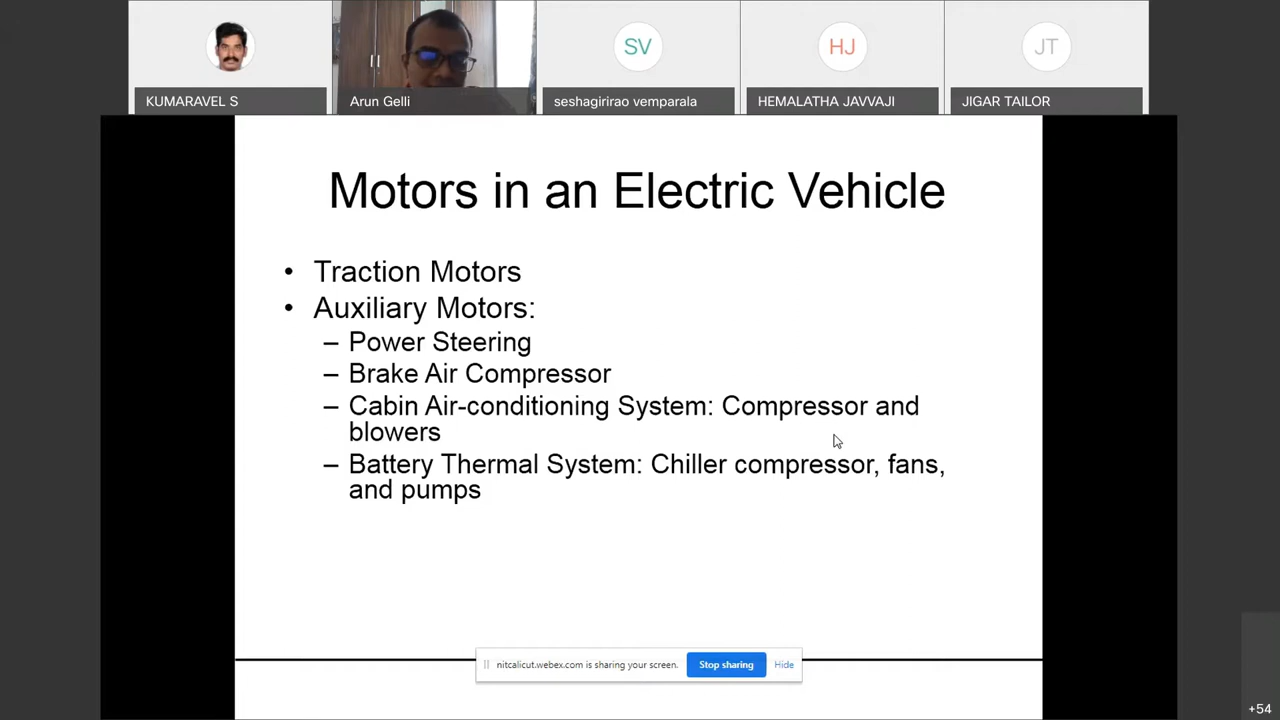 KUMARAVEL S
Arun Gelli
SV
seshagirirao vemparala
HJ
HEMALATHA JAVVAJI
JT
JIGAR TAILOR
Motors in an Electric Vehicle
• Traction Motors
• Auxiliary Motors:
– Power Steering
– Brake Air Compressor
– Cabin Air-conditioning System: Compressor and
blowers
– Battery Thermal System: Chiller compressor, fans,
and pumps
nitcalicut.webex.com is sharing your screen.
Stop sharing
Hide
+54